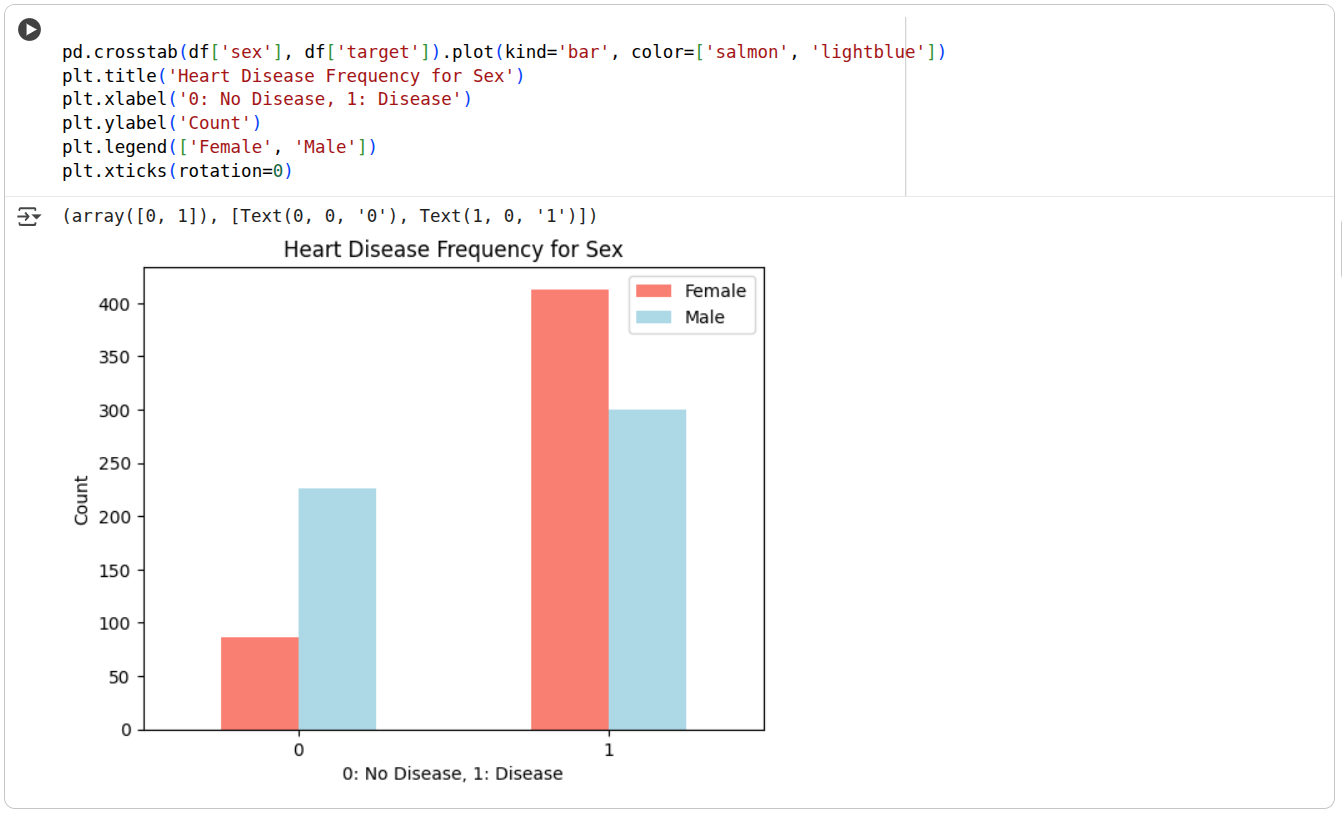 pd.crosstab(df['sex'], df['target']).plot(kind='bar', color=['salmon', 'lightblue'])
plt.title('Heart Disease Frequency for Sex')
plt.xlabel('0: No Disease, 1: Disease')
plt.ylabel('Count')
plt.legend(['Female', 'Male'])
plt.xticks(rotation=0)
(array([0, 1]), [Text(0, 0, '0'), Text(1, 0, '1')])
Heart Disease Frequency for Sex
Female
Male
400
350
300
250
200
150
100
50
0
Count
0
1
0: No Disease, 1: Disease